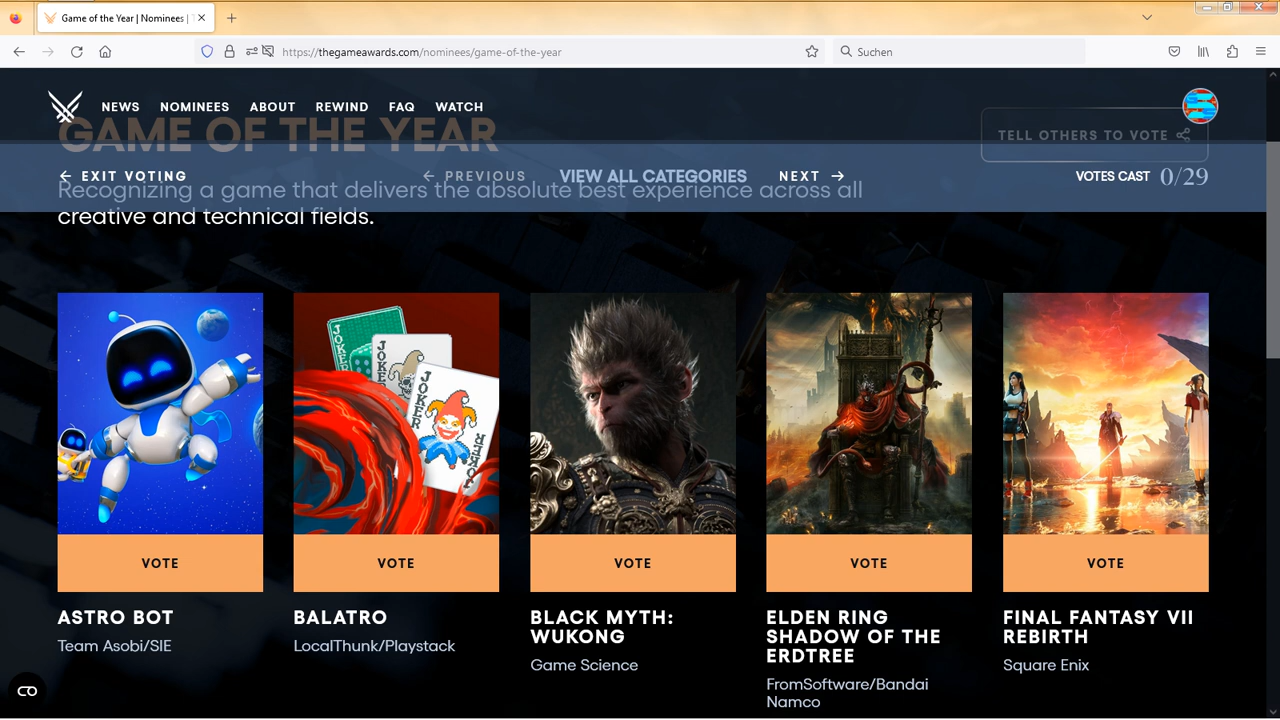 Game of the Year | Nominees | T
https://thegameawards.com/nominees/game-of-the-year
Suchen
NEWS NOMINEES ABOUT REWIND FAQ WATCH
GAME OF THE YEAR
TELL OTHERS TO VOTE
EXIT VOTING
PREVIOUS
VIEW ALL CATEGORIES
NEXT
VOTES CAST 0/29
Recognizing a game that delivers the absolute best experience across all
creative and technical fields.
JOKER
JOKER
JOKER
JOKER
VOTE
VOTE
VOTE
VOTE
VOTE
ASTRO BOT
Team Asobi/SIE
BALATRO
LocalThunk/Playstack
BLACK MYTH:
WUKONG
Game Science
ELDEN RING
SHADOW OF THE
ERDTREE
FromSoftware/Bandai
Namco
FINAL FANTASY VII
REBIRTH
Square Enix